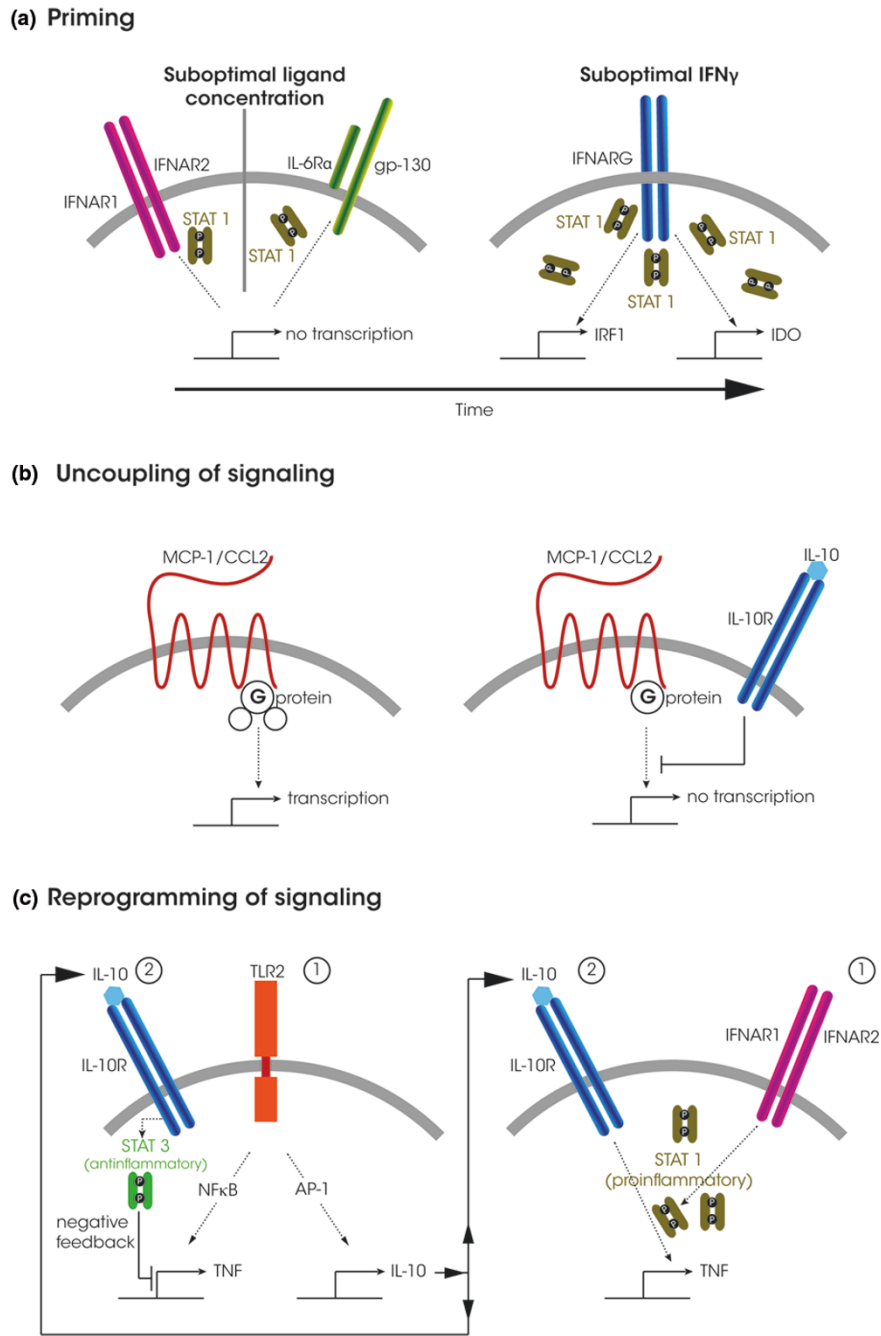 (a) Priming
Suboptimal ligand
concentration
Suboptimal IFNγ
IFNAR1
IFNAR2
IL-6Rα
gp-130
STAT 1
STAT 1
P
P
P
P
no transcription
IFNARG
STAT 1
STAT 1
STAT 1
P
P
P
P
P
P
P
P
P
P
IRF1
IDO
Time
(b) Uncoupling of signaling
MCP-1/CCL2
G protein
transcription
MCP-1/CCL2
IL-10
IL-10R
G protein
no transcription
(c) Reprogramming of signaling
IL-10
2
TLR2
1
IL-10R
STAT 3
(antinflammatory)
P
P
negative
feedback
NFκB
AP-1
TNF
IL-10
IL-10
2
1
IL-10R
IFNAR1
IFNAR2
P
P
STAT 1
(proinflammatory)
P
P
P
P
TNF